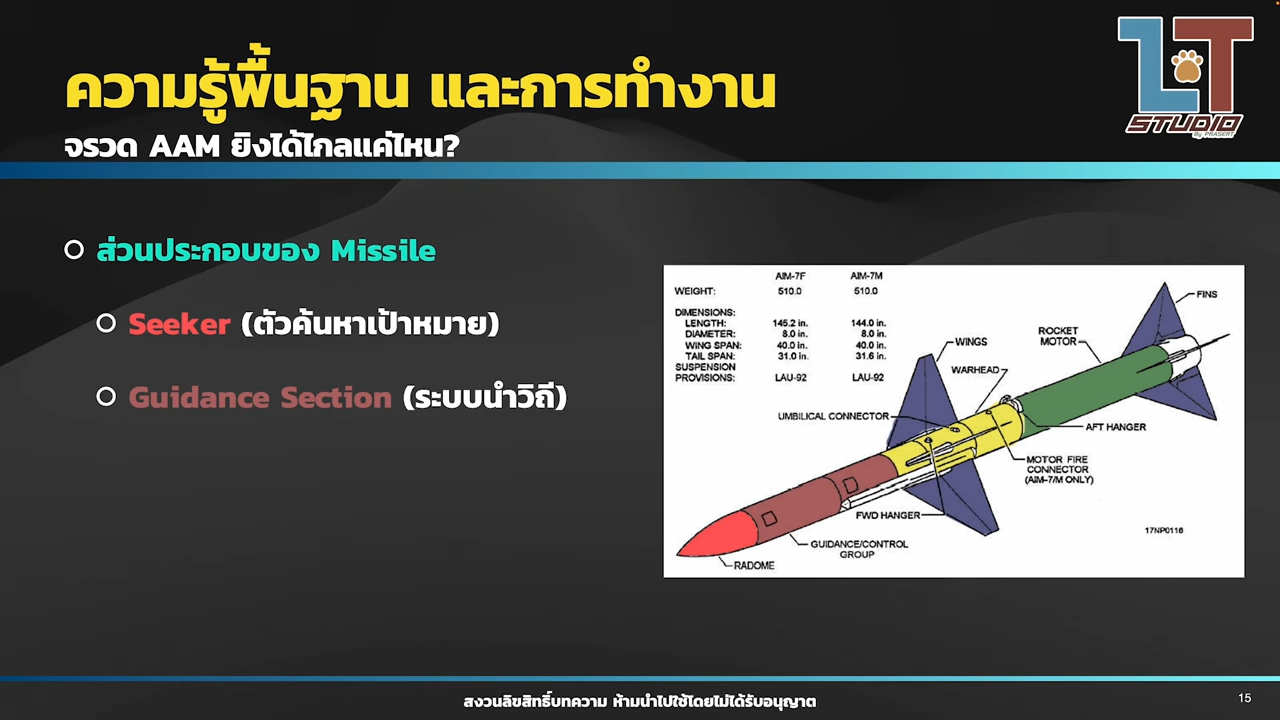 ความรู้พื้นฐาน และการทำงาน
จรวด AAM ยิงได้ไกลแค่ไหน?
LT
STUDIO
By PRASERT
ส่วนประกอบของ Missile
Seeker (ตัวค้นหาเป้าหมาย)
Guidance Section (ระบบนำวิถี)
AIM-7F AIM-7M
WEIGHT: 510.0 510.0
DIMENSIONS:
LENGTH: 145.2 in. 144.0 in.
DIAMETER: 8.0 in. 8.0 in.
WING SPAN: 40.0 in. 40.0 in.
TAIL SPAN: 31.0 in. 31.6 in.
SUSPENSION
PROVISIONS: LAU-92 LAU-92
FINS
ROCKET
MOTOR
WINGS
WARHEAD
UMBILICAL CONNECTOR
AFT HANGER
MOTOR FIRE
CONNECTOR
(AIM-7/M ONLY)
FWD HANGER
17NP0116
GUIDANCE/CONTROL
GROUP
RADOME
สงวนลิขสิทธิ์บทความ ห้ามนำไปใช้โดยไม่ได้รับอนุญาต
15